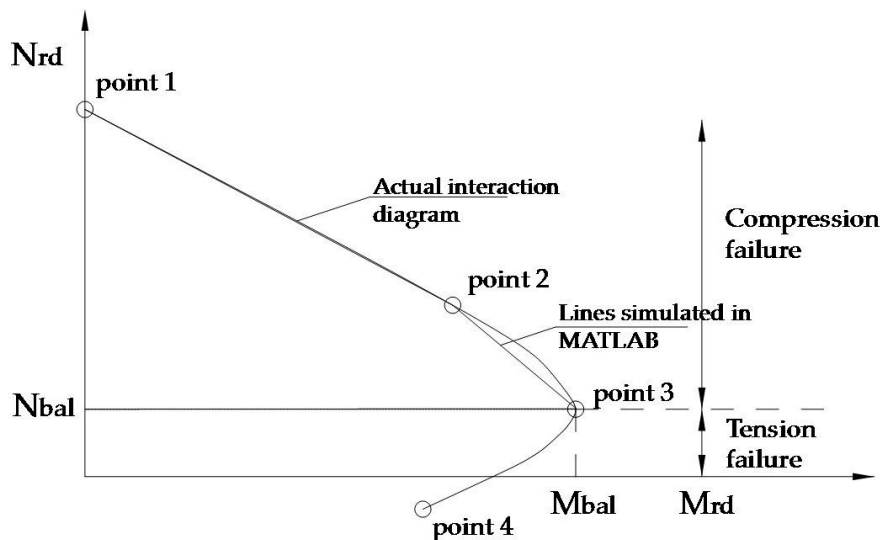 Nrd
point 1
Actual interaction
diagram
Compression
failure
point 2
Lines simulated in
MATLAB
point 3
Nbal
Tension
failure
Mbal
Mrd
point 4